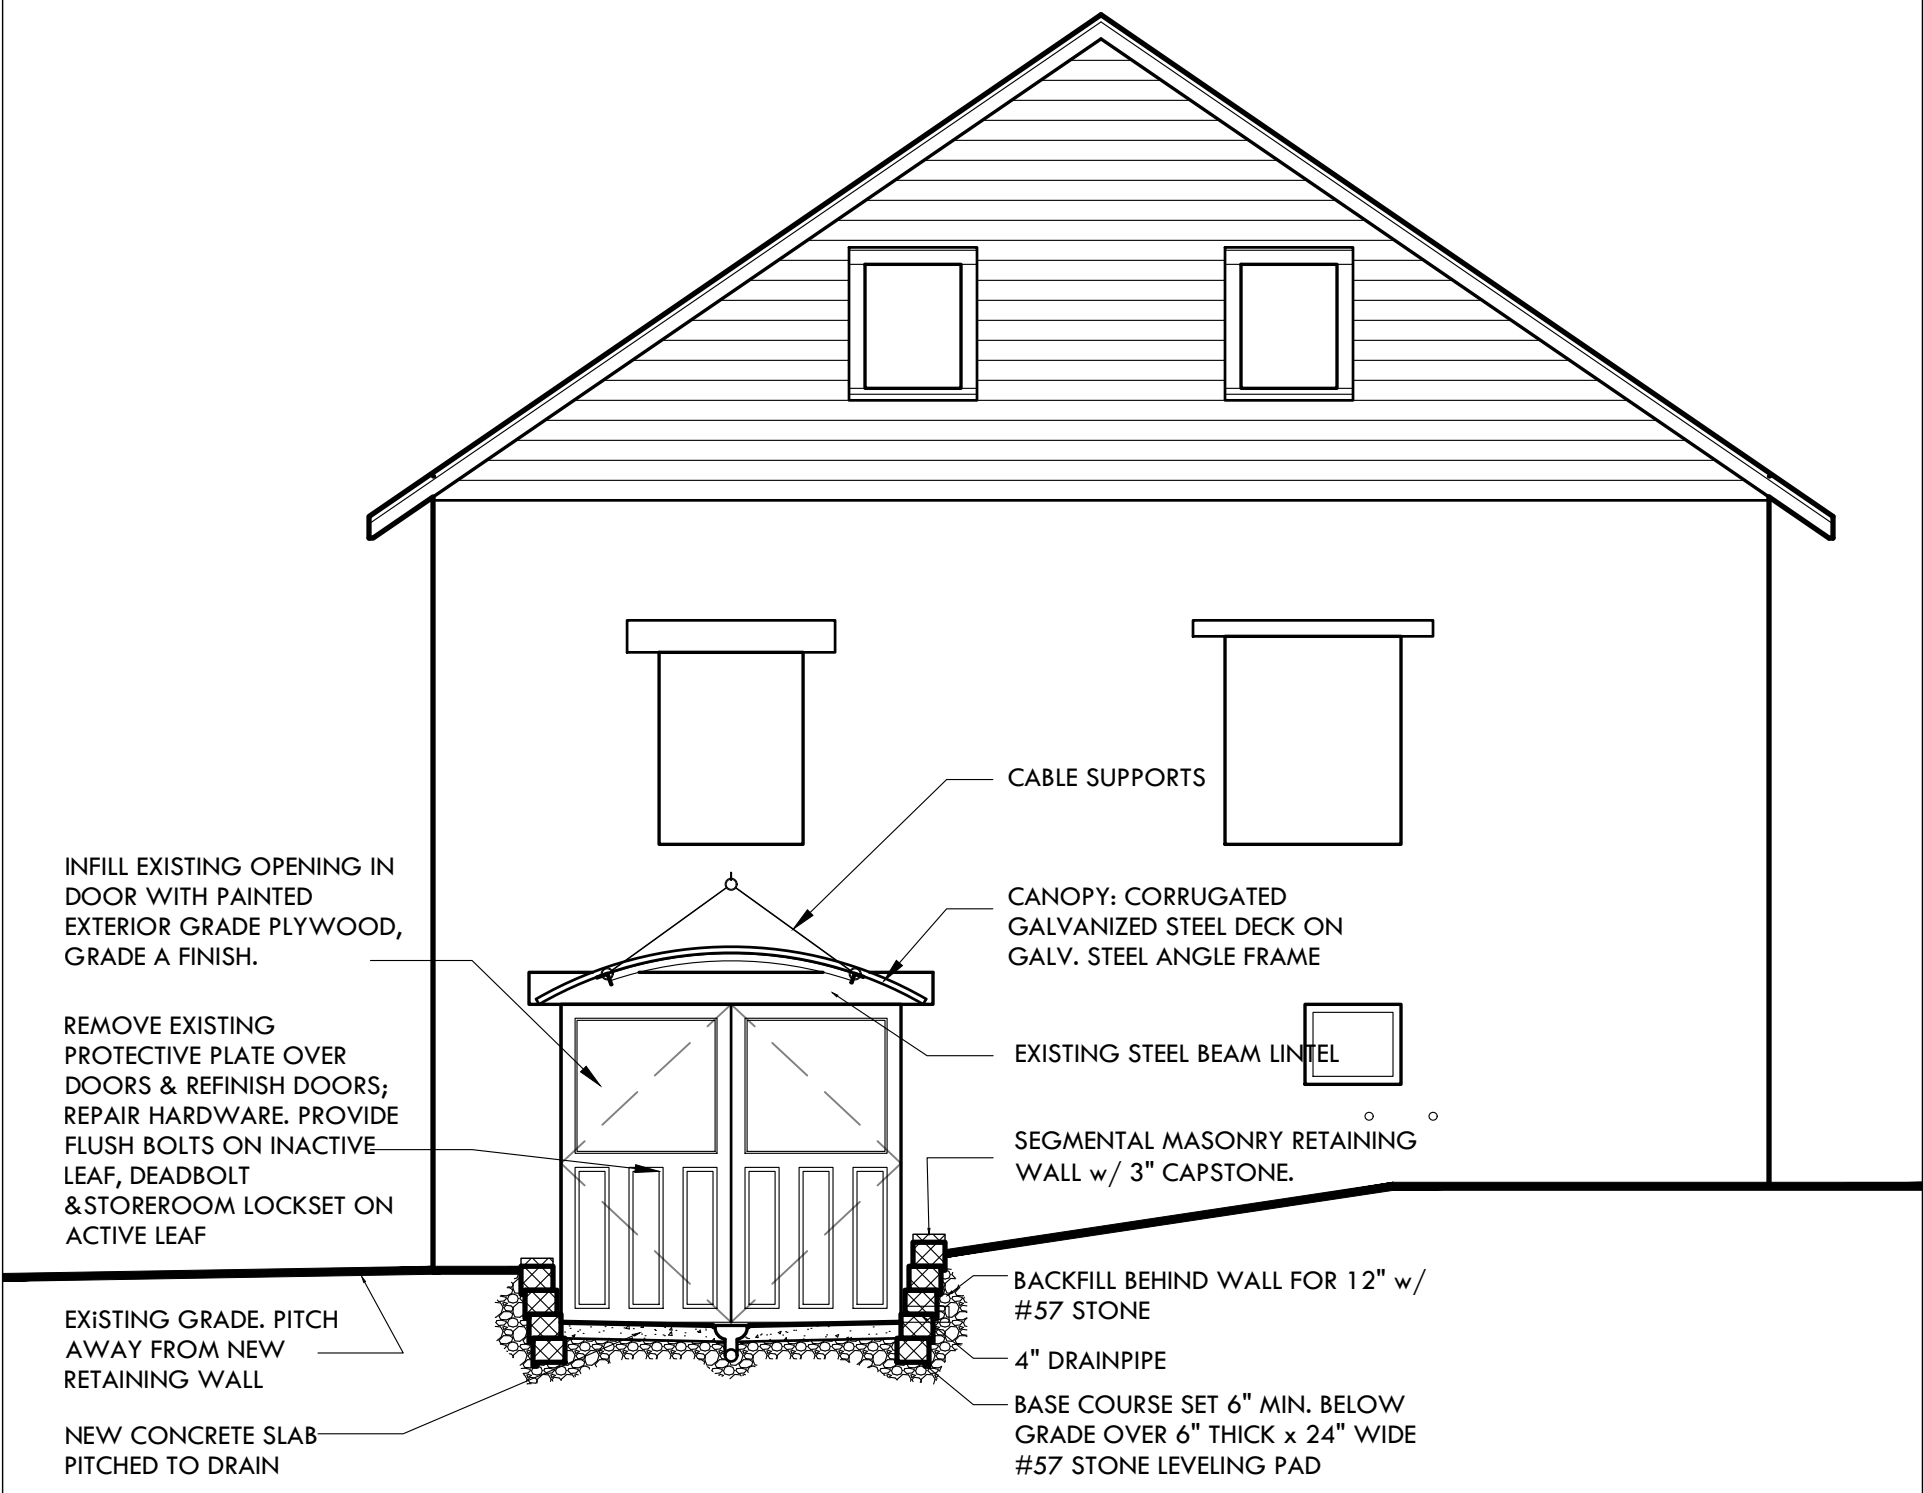 INFILL EXISTING OPENING IN
DOOR WITH PAINTED
EXTERIOR GRADE PLYWOOD,
GRADE A FINISH.
REMOVE EXISTING
PROTECTIVE PLATE OVER
DOORS & REFINISH DOORS;
REPAIR HARDWARE. PROVIDE
FLUSH BOLTS ON INACTIVE
LEAF, DEADBOLT
&STOREROOM LOCKSET ON
ACTIVE LEAF
EXiSTING GRADE. PITCH
AWAY FROM NEW
RETAINING WALL
NEW CONCRETE SLAB
PITCHED TO DRAIN
CABLE SUPPORTS
CANOPY: CORRUGATED
GALVANIZED STEEL DECK ON
GALV. STEEL ANGLE FRAME
EXISTING STEEL BEAM LINTEL
SEGMENTAL MASONRY RETAINING
WALL w/ 3" CAPSTONE.
BACKFILL BEHIND WALL FOR 12" w/
#57 STONE
4" DRAINPIPE
BASE COURSE SET 6" MIN. BELOW
GRADE OVER 6" THICK x 24" WIDE
#57 STONE LEVELING PAD